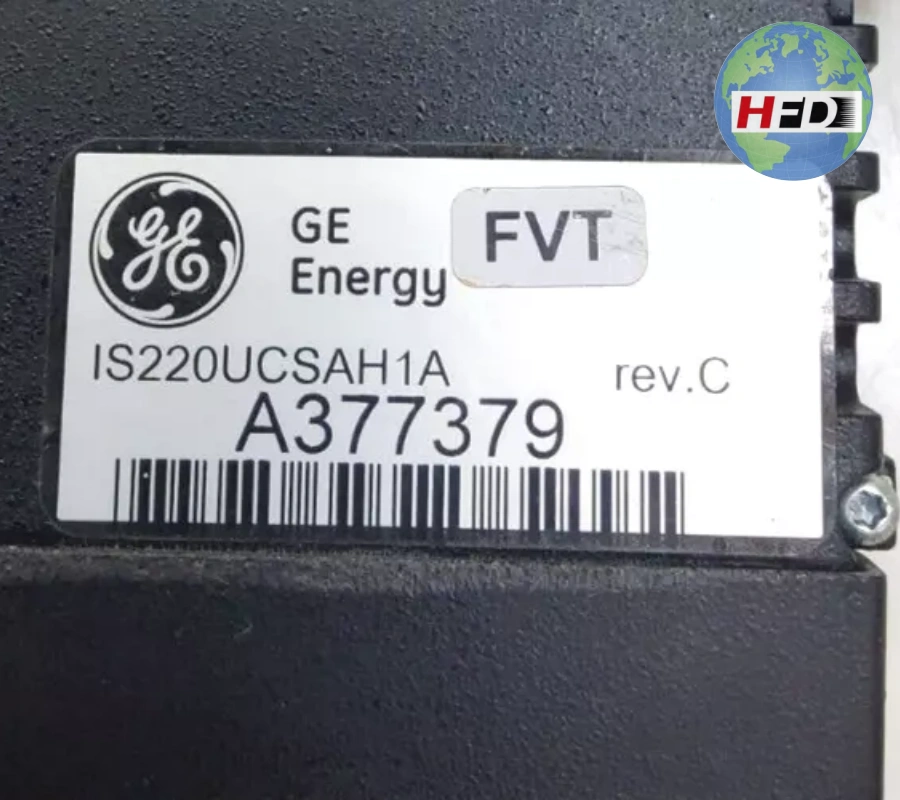 HFD
GE
GE
Energy
FVT
IS220UCSAH1A
rev.C
A377379